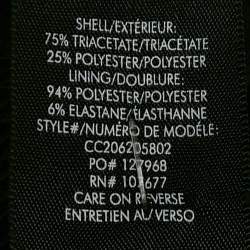 SHELL/EXTÉRIEUR:
75% TRIACETATE/TRIACÉTATE
25% POLYESTER/POLYESTER
LINING/DOUBLURE:
94% POLYESTER/POLYESTER
6% ELASTANE/ÉLASTHANNE
STYLE#/NUMÉRO DE MODÈLE:
CC206205802
PO# 127968
RN# 103677
CARE ON REVERSE
ENTRETIEN AU VERSO